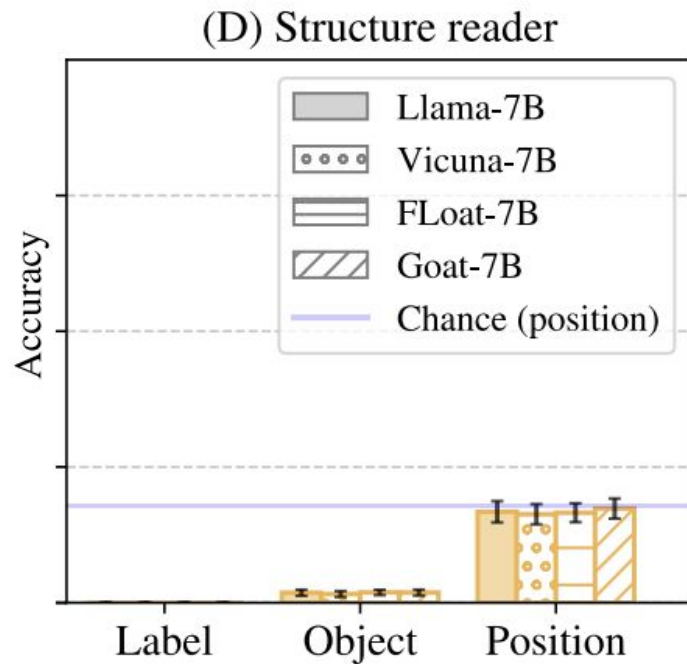 (D) Structure reader
Llama-7B
Vicuna-7B
FLoat-7B
Goat-7B
Chance (position)
Accuracy
Label
Object
Position